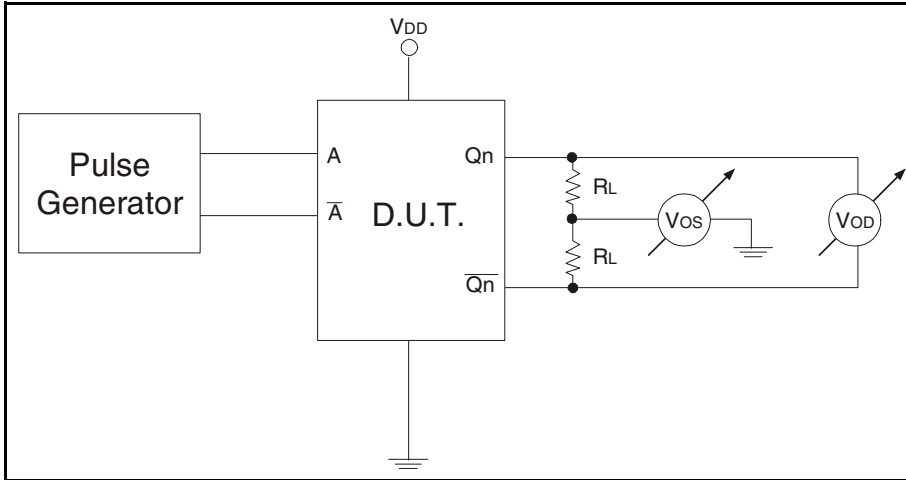 VDD
Pulse
Generator
A
A
D.U.T.
Qn
Qn
RL
RL
VOS
VOD